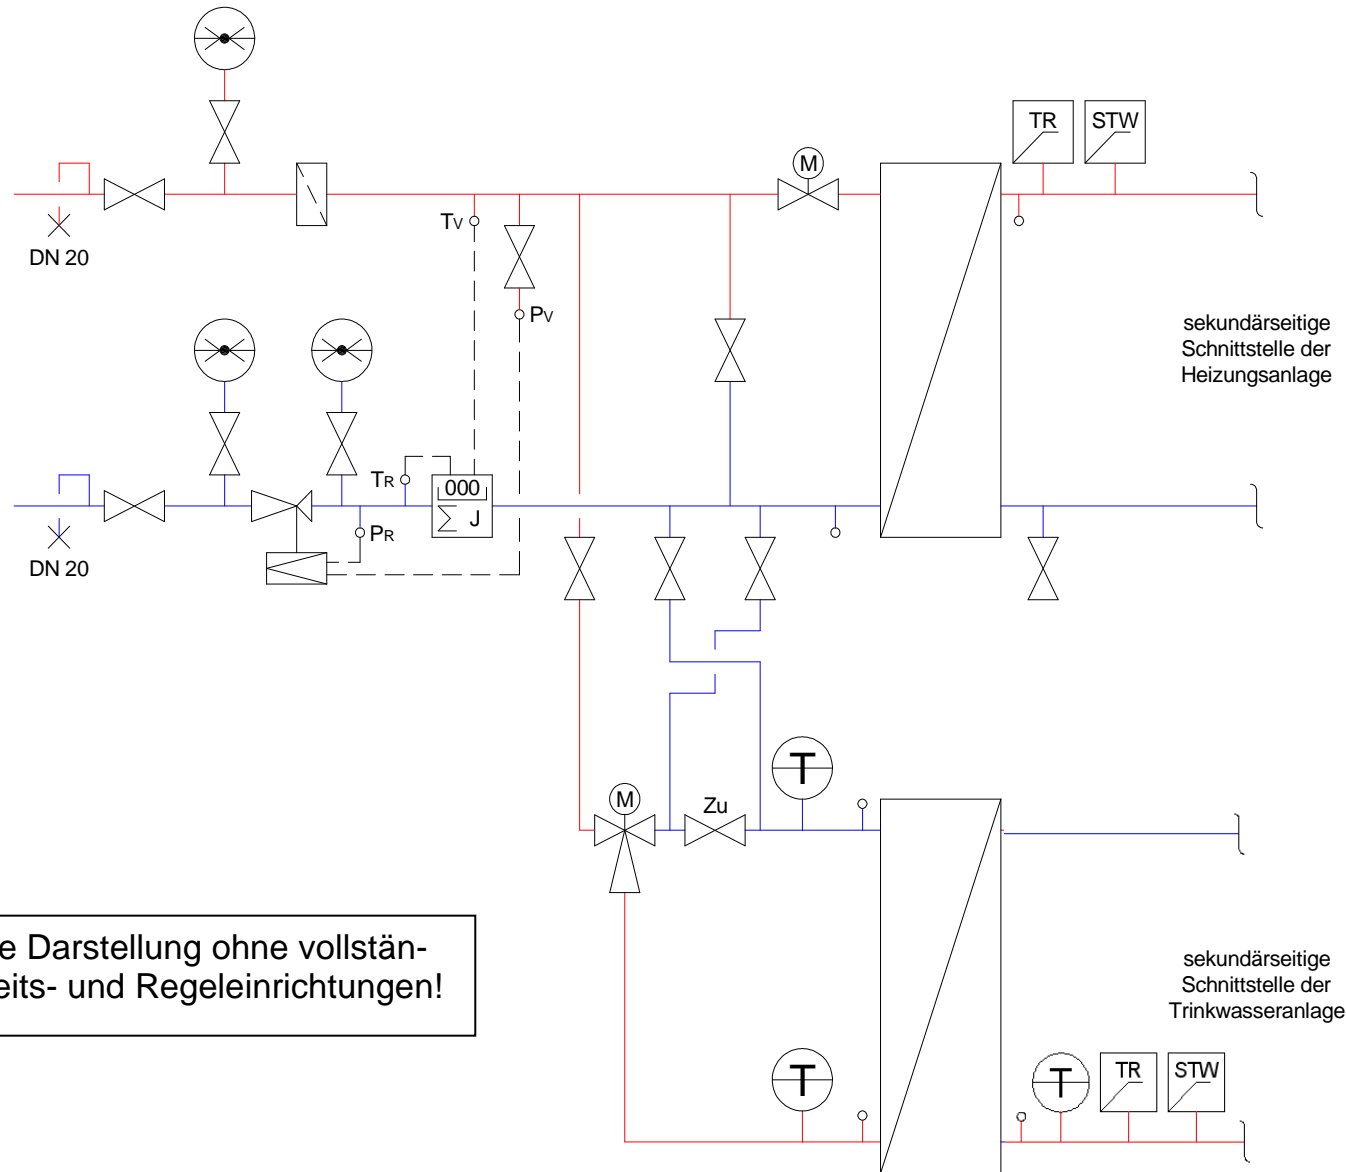 M
TR
STW
TV
DN 20
PV
sekundärseitige
Schnittstelle der
Heizungsanlage
TR
000
Σ J
PR
DN 20
T
M
Zu
e Darstellung ohne vollstän-
eits- und Regeleinrichtungen!
sekundärseitige
Schnittstelle der
Trinkwasseranlage
T
T
TR
STW